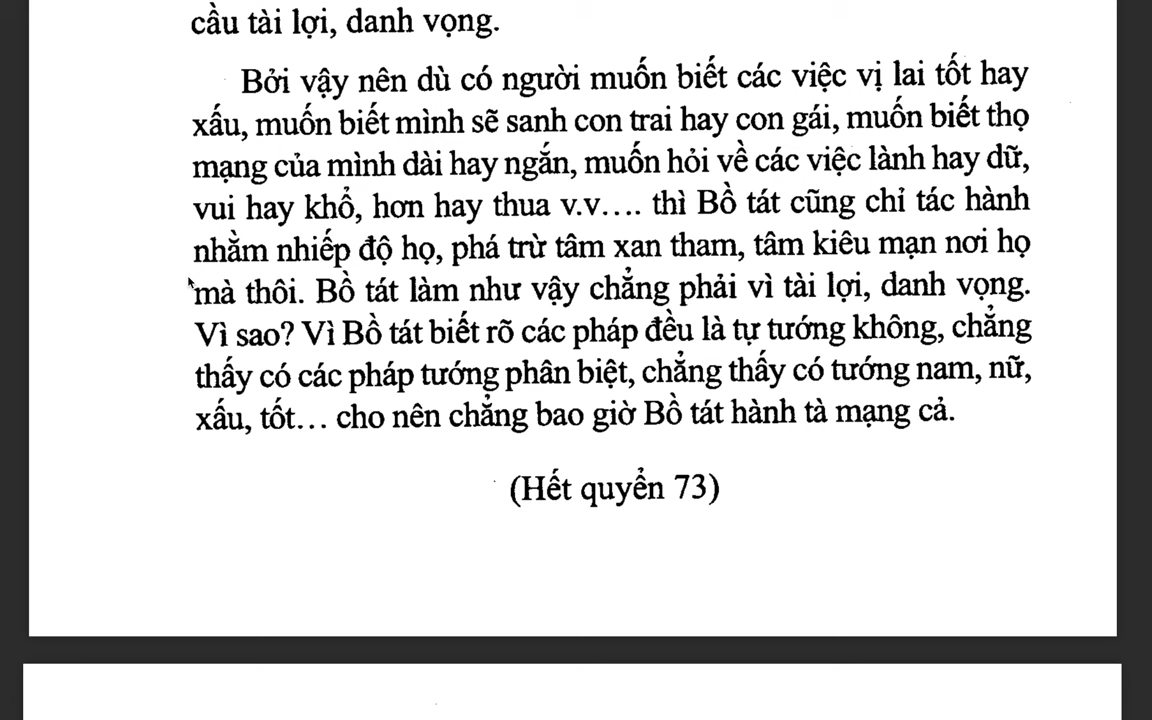 cầu tài lợi, danh vọng.
Bởi vậy nên dù có người muốn biết các việc vị lai tốt hay
xấu, muốn biết mình sẽ sanh con trai hay con gái, muốn biết thọ
mạng của mình dài hay ngắn, muốn hỏi về các việc lành hay dữ,
vui hay khổ, hơn hay thua v.v…. thì Bồ tát cũng chỉ tác hành
nhằm nhiếp độ họ, phá trừ tâm xan tham, tâm kiêu mạn nơi họ
mà thôi. Bồ tát làm như vậy chẳng phải vì tài lợi, danh vọng.
Vì sao? Vì Bồ tát biết rõ các pháp đều là tự tướng không, chẳng
thấy có các pháp tướng phân biệt, chẳng thấy có tướng nam, nữ,
xấu, tốt… cho nên chẳng bao giờ Bồ tát hành tà mạng cả.
(Hết quyển 73)